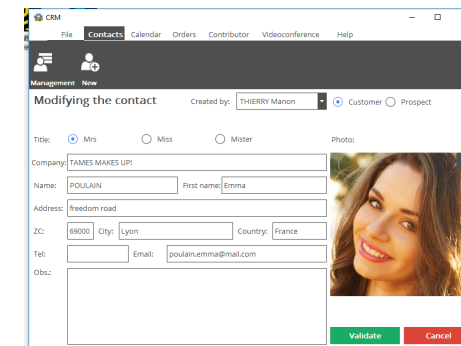 CRM
File Contacts Calendar Orders Contributor Videoconference Help
Management New
Modifying the contact Created by: THIERRY Manon Customer Prospect
Title: Mrs Miss Mister Photo:
Company: TAMES MAKES UP!
Name: POULAIN First name: Emma
Address: freedom road
ZC: 69000 City: Lyon Country: France
Tel: Email: poulain.emma@mail.com
Obs.:
Validate Cancel